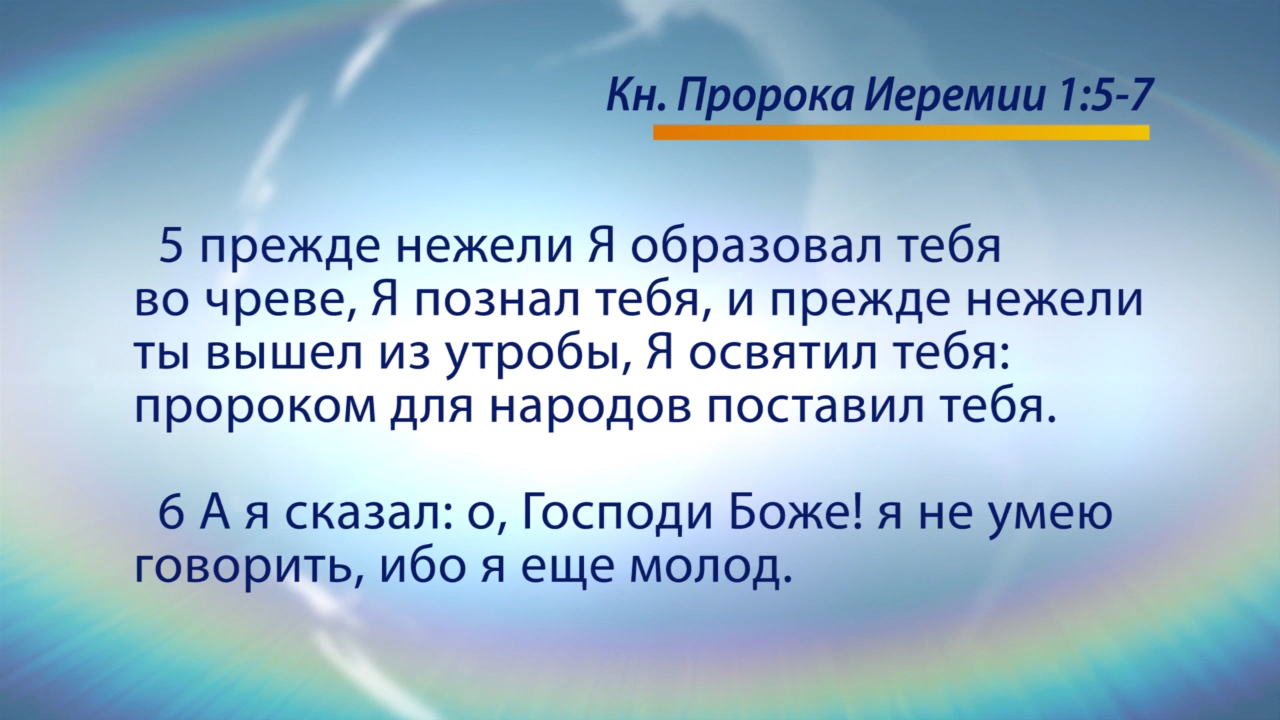 Кн. Пророка Иеремии 1:5-7
5 прежде нежели Я образовал тебя
во чреве, Я познал тебя, и прежде нежели
ты вышел из утробы, Я освятил тебя:
пророком для народов поставил тебя.
6 А я сказал: о, Господи Боже! я не умею
говорить, ибо я еще молод.